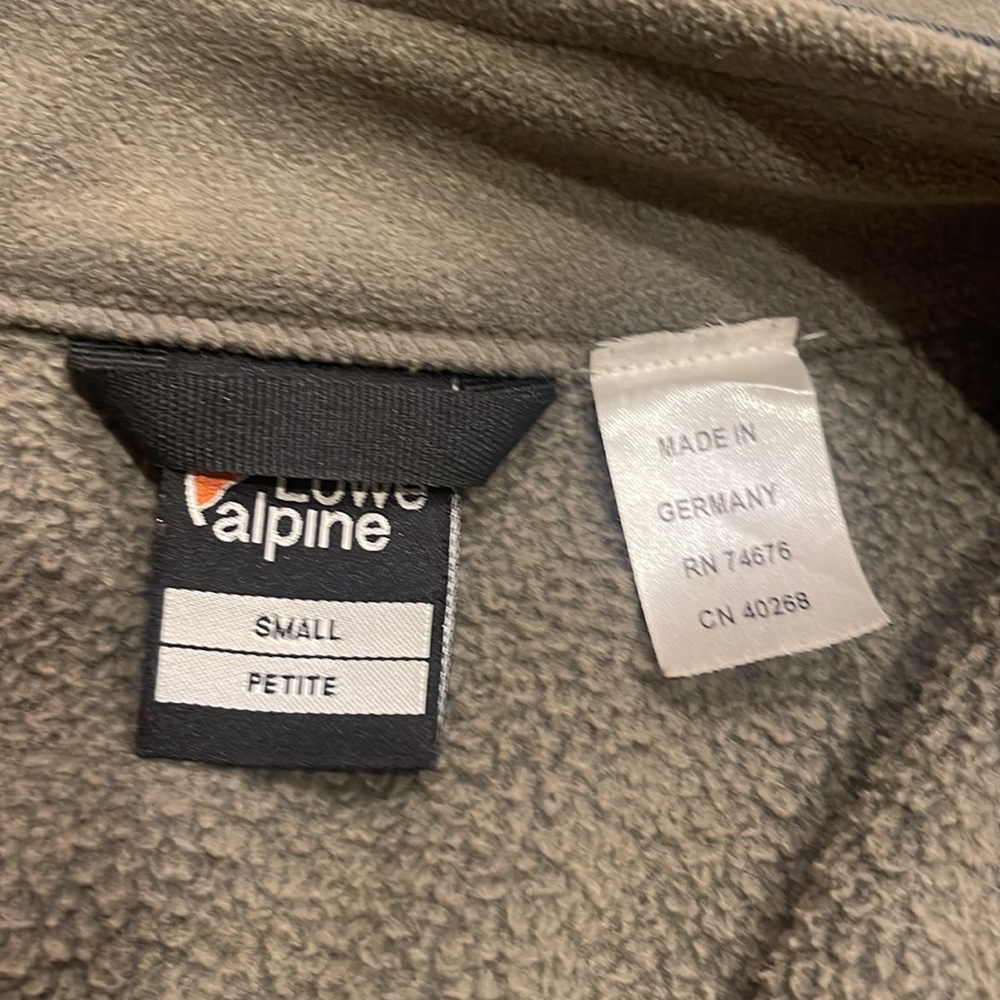 Lowe
alpine
SMALL
PETITE
MADE IN
GERMANY
RN 74676
CN 40268